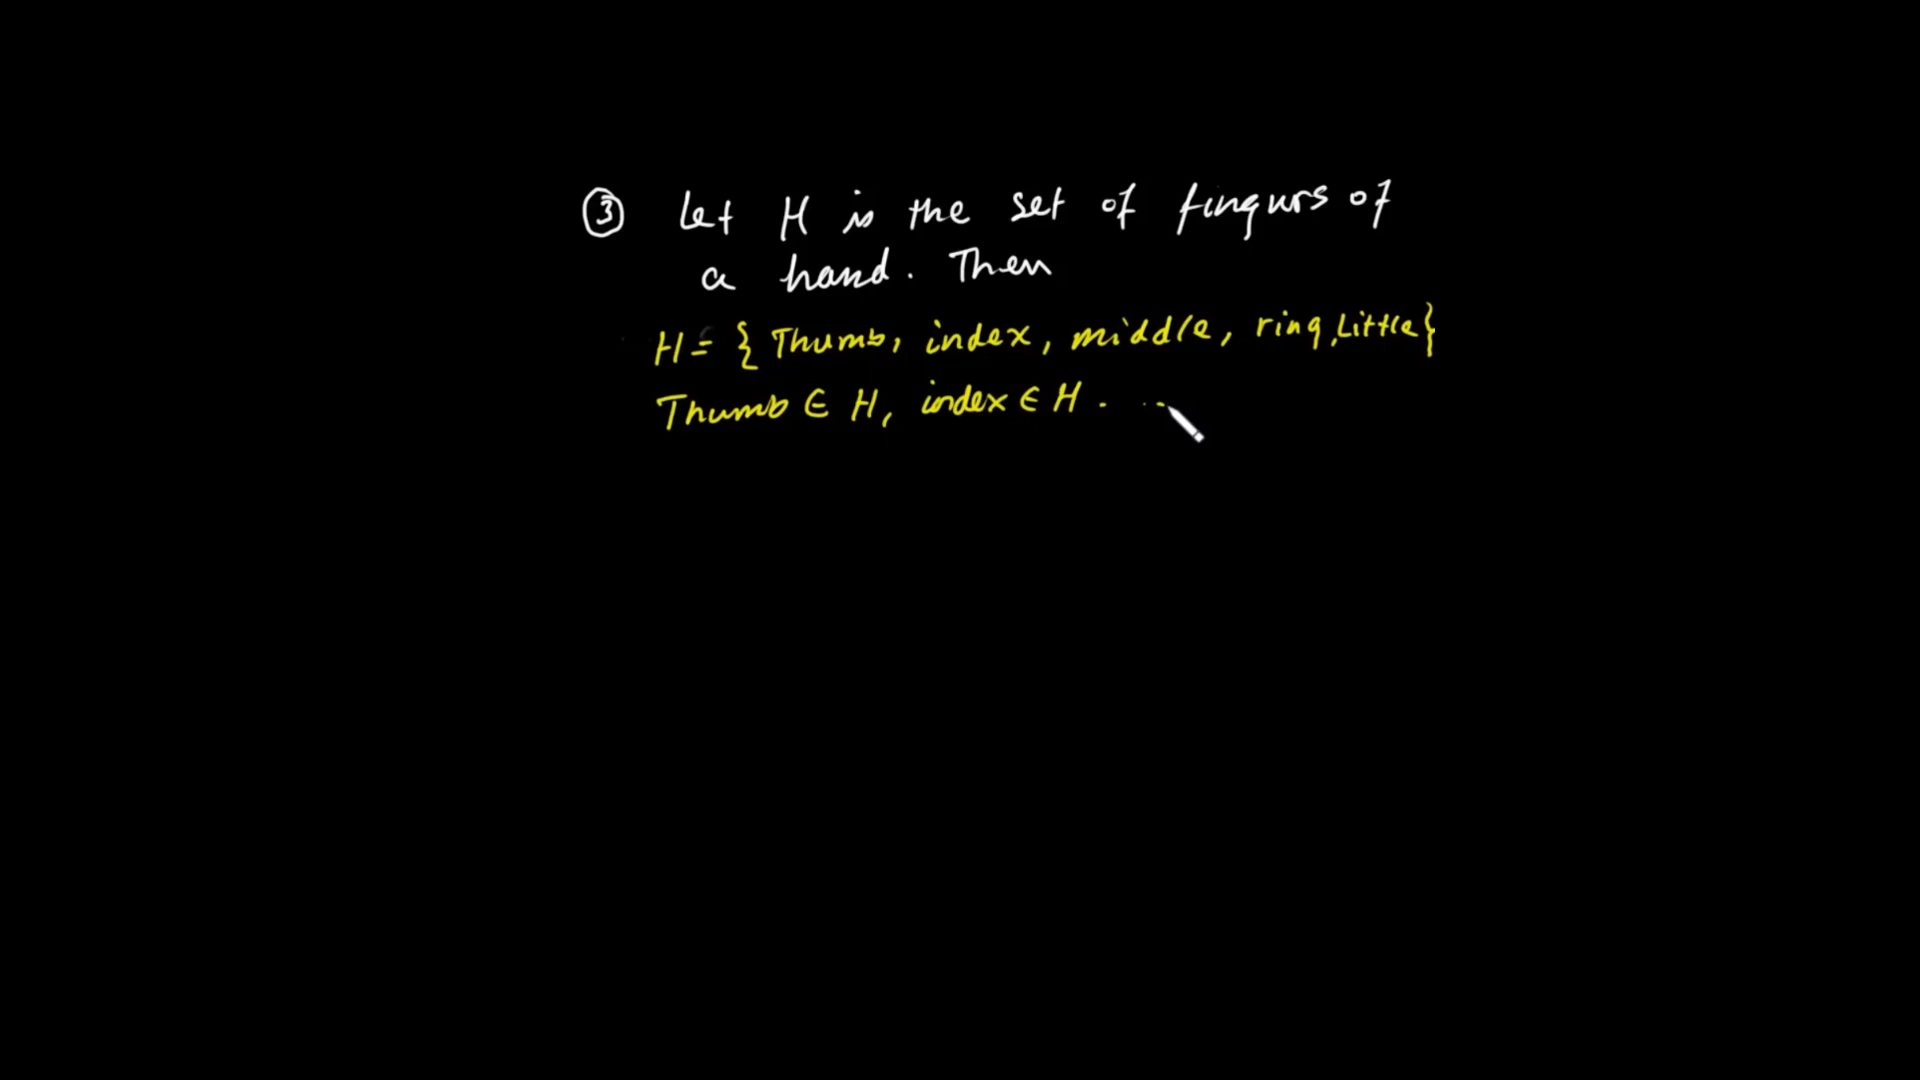 ③ Let H is the set of fingurs of
a hand. Then
H = { Thumb, index, middle, ring, Little }
Thumb ∈ H, index ∈ H . ..